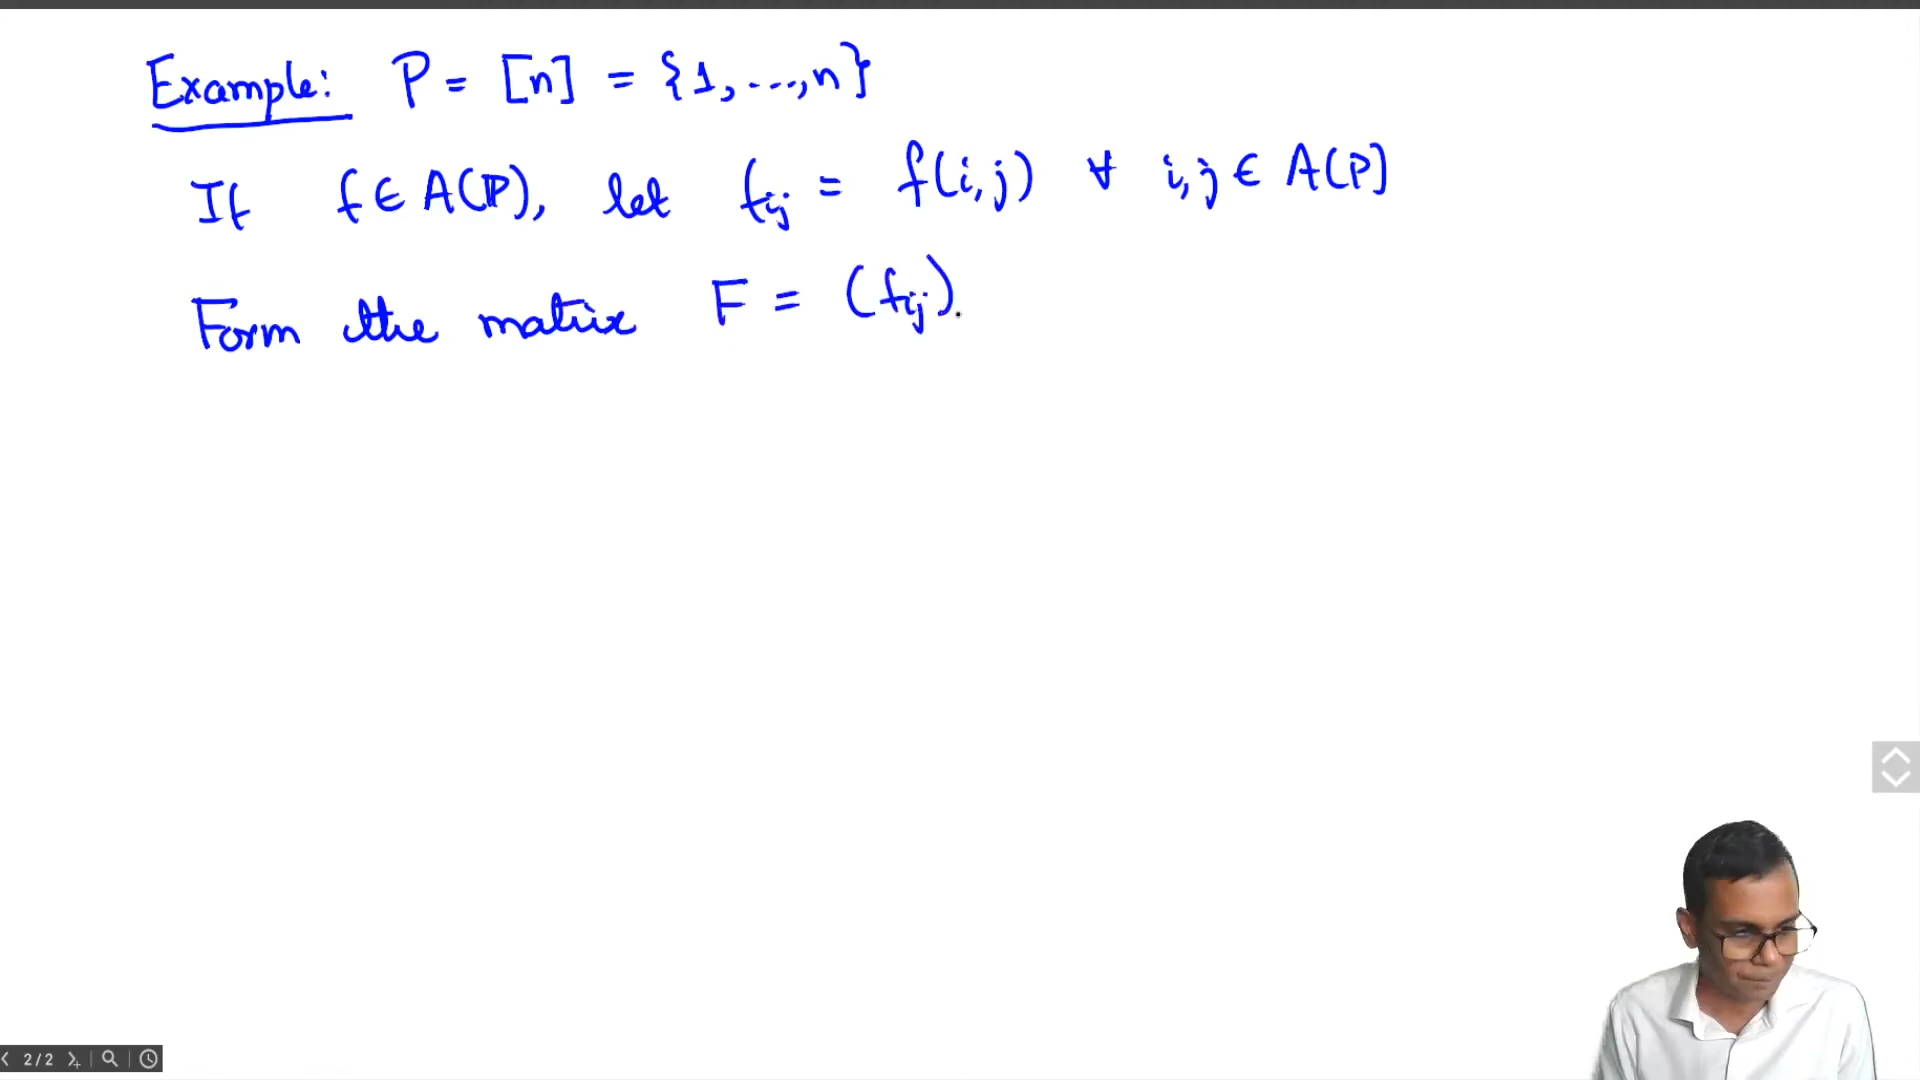 Example: P = [n] = {1, ..., n}
If f ∈ A(P), let fij = f(i,j) ∀ i,j ∈ A(P)
Form the matrix F = (fij).
2/2